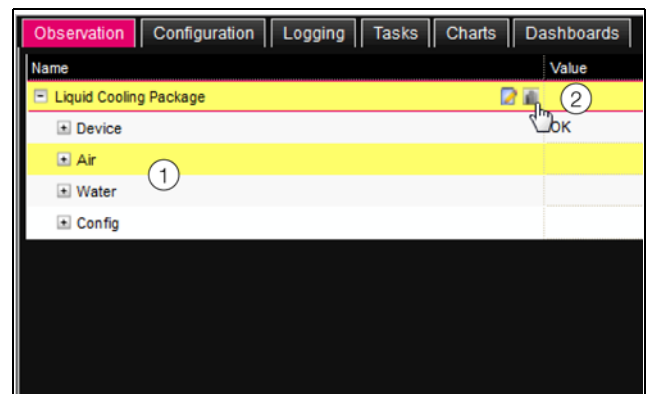 Observation Configuration Logging Tasks Charts Dashboards
Name Value
Liquid Cooling Package 2
Device OK
Air
1
Water
Config